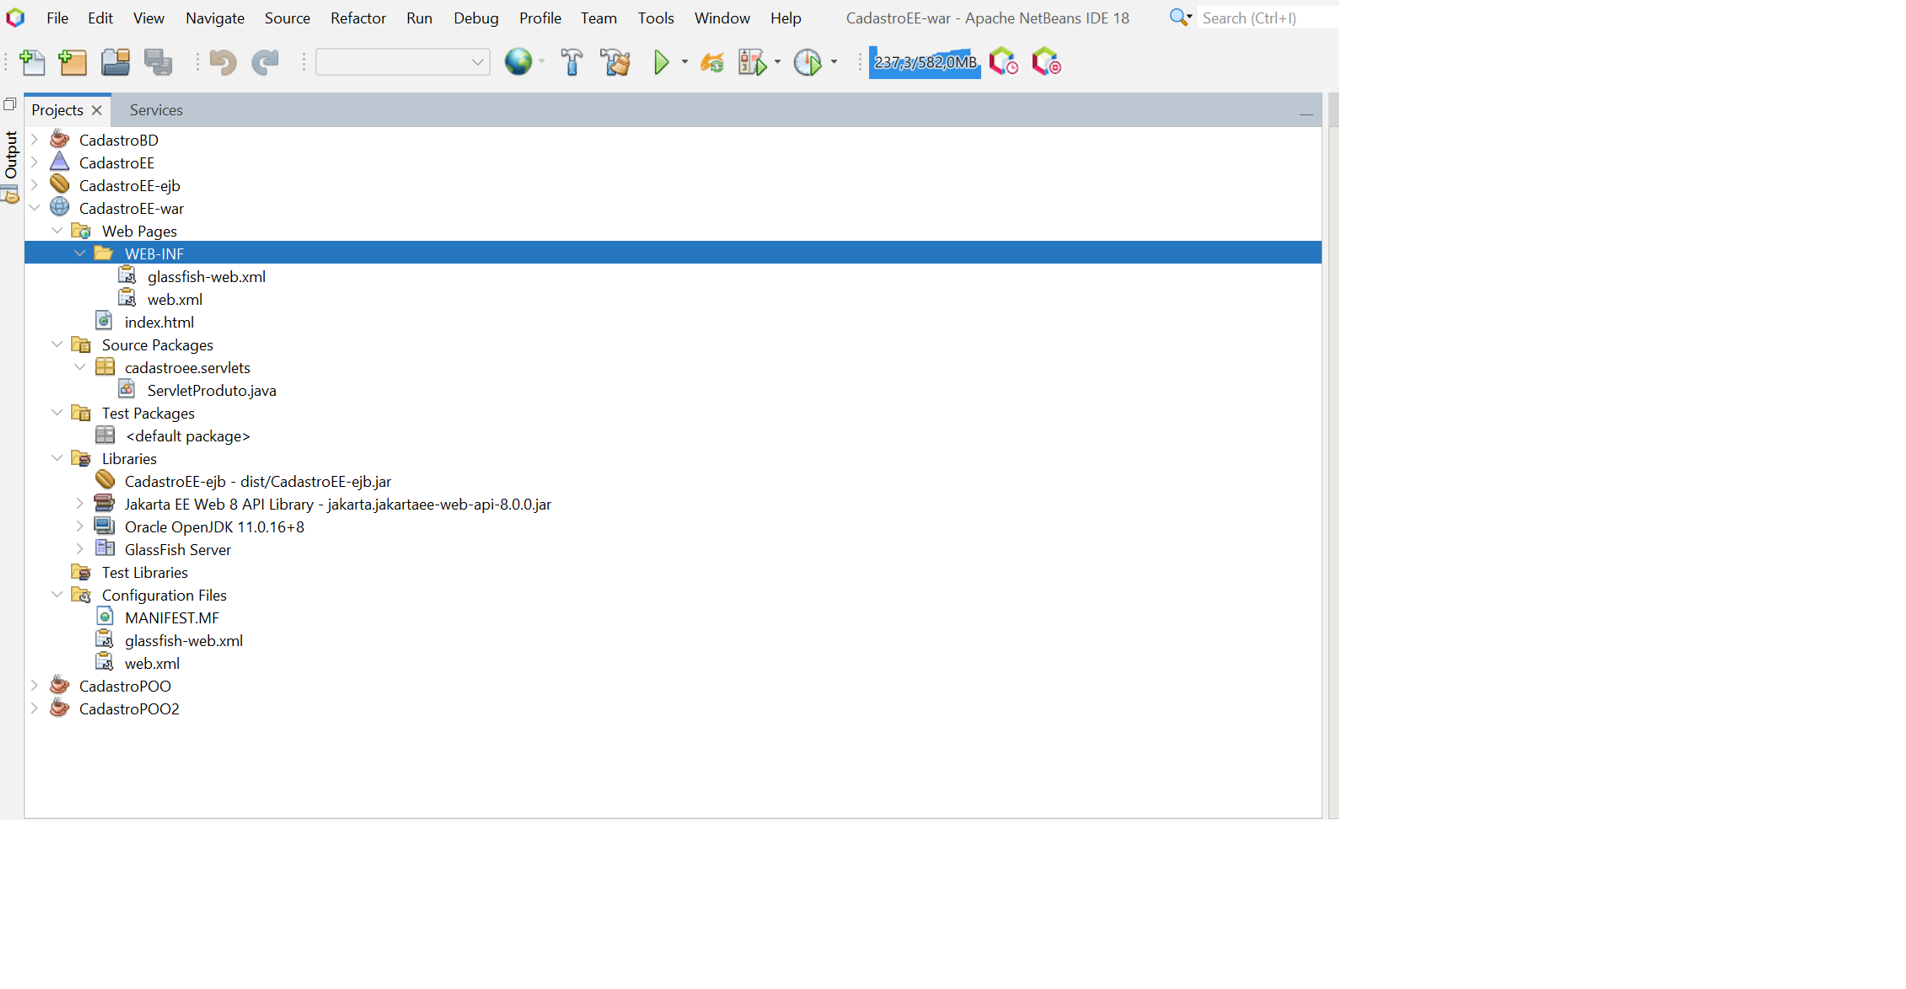 File Edit View Navigate Source Refactor Run Debug Profile Team Tools Window Help CadastroEE-war - Apache NetBeans IDE 18 Search (Ctrl+I)
237,3/582,0MB
Projects Services
Output
CadastroBD
CadastroEE
CadastroEE-ejb
CadastroEE-war
Web Pages
WEB-INF
glassfish-web.xml
web.xml
index.html
Source Packages
cadastroee.servlets
ServletProduto.java
Test Packages
<default package>
Libraries
CadastroEE-ejb - dist/CadastroEE-ejb.jar
Jakarta EE Web 8 API Library - jakarta.jakartaee-web-api-8.0.0.jar
Oracle OpenJDK 11.0.16+8
GlassFish Server
Test Libraries
Configuration Files
MANIFEST.MF
glassfish-web.xml
web.xml
CadastroPOO
CadastroPOO2